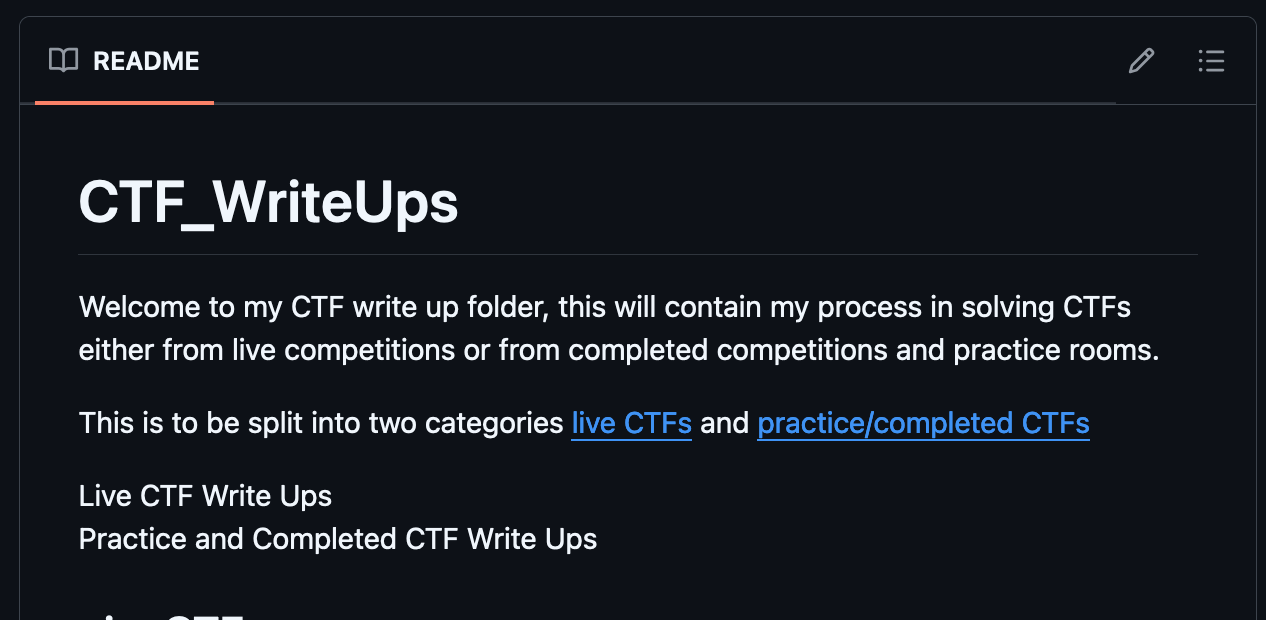 README
CTF_WriteUps
Welcome to my CTF write up folder, this will contain my process in solving CTFs
either from live competitions or from completed competitions and practice rooms.
This is to be split into two categories live CTFs and practice/completed CTFs
Live CTF Write Ups
Practice and Completed CTF Write Ups